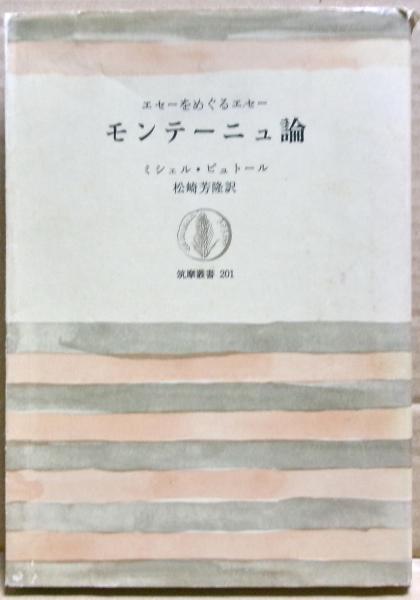 エセーをめぐるエセー
モンテーニュ論
ミシェル・ビュトール
松崎芳隆訳
筑摩叢書 201